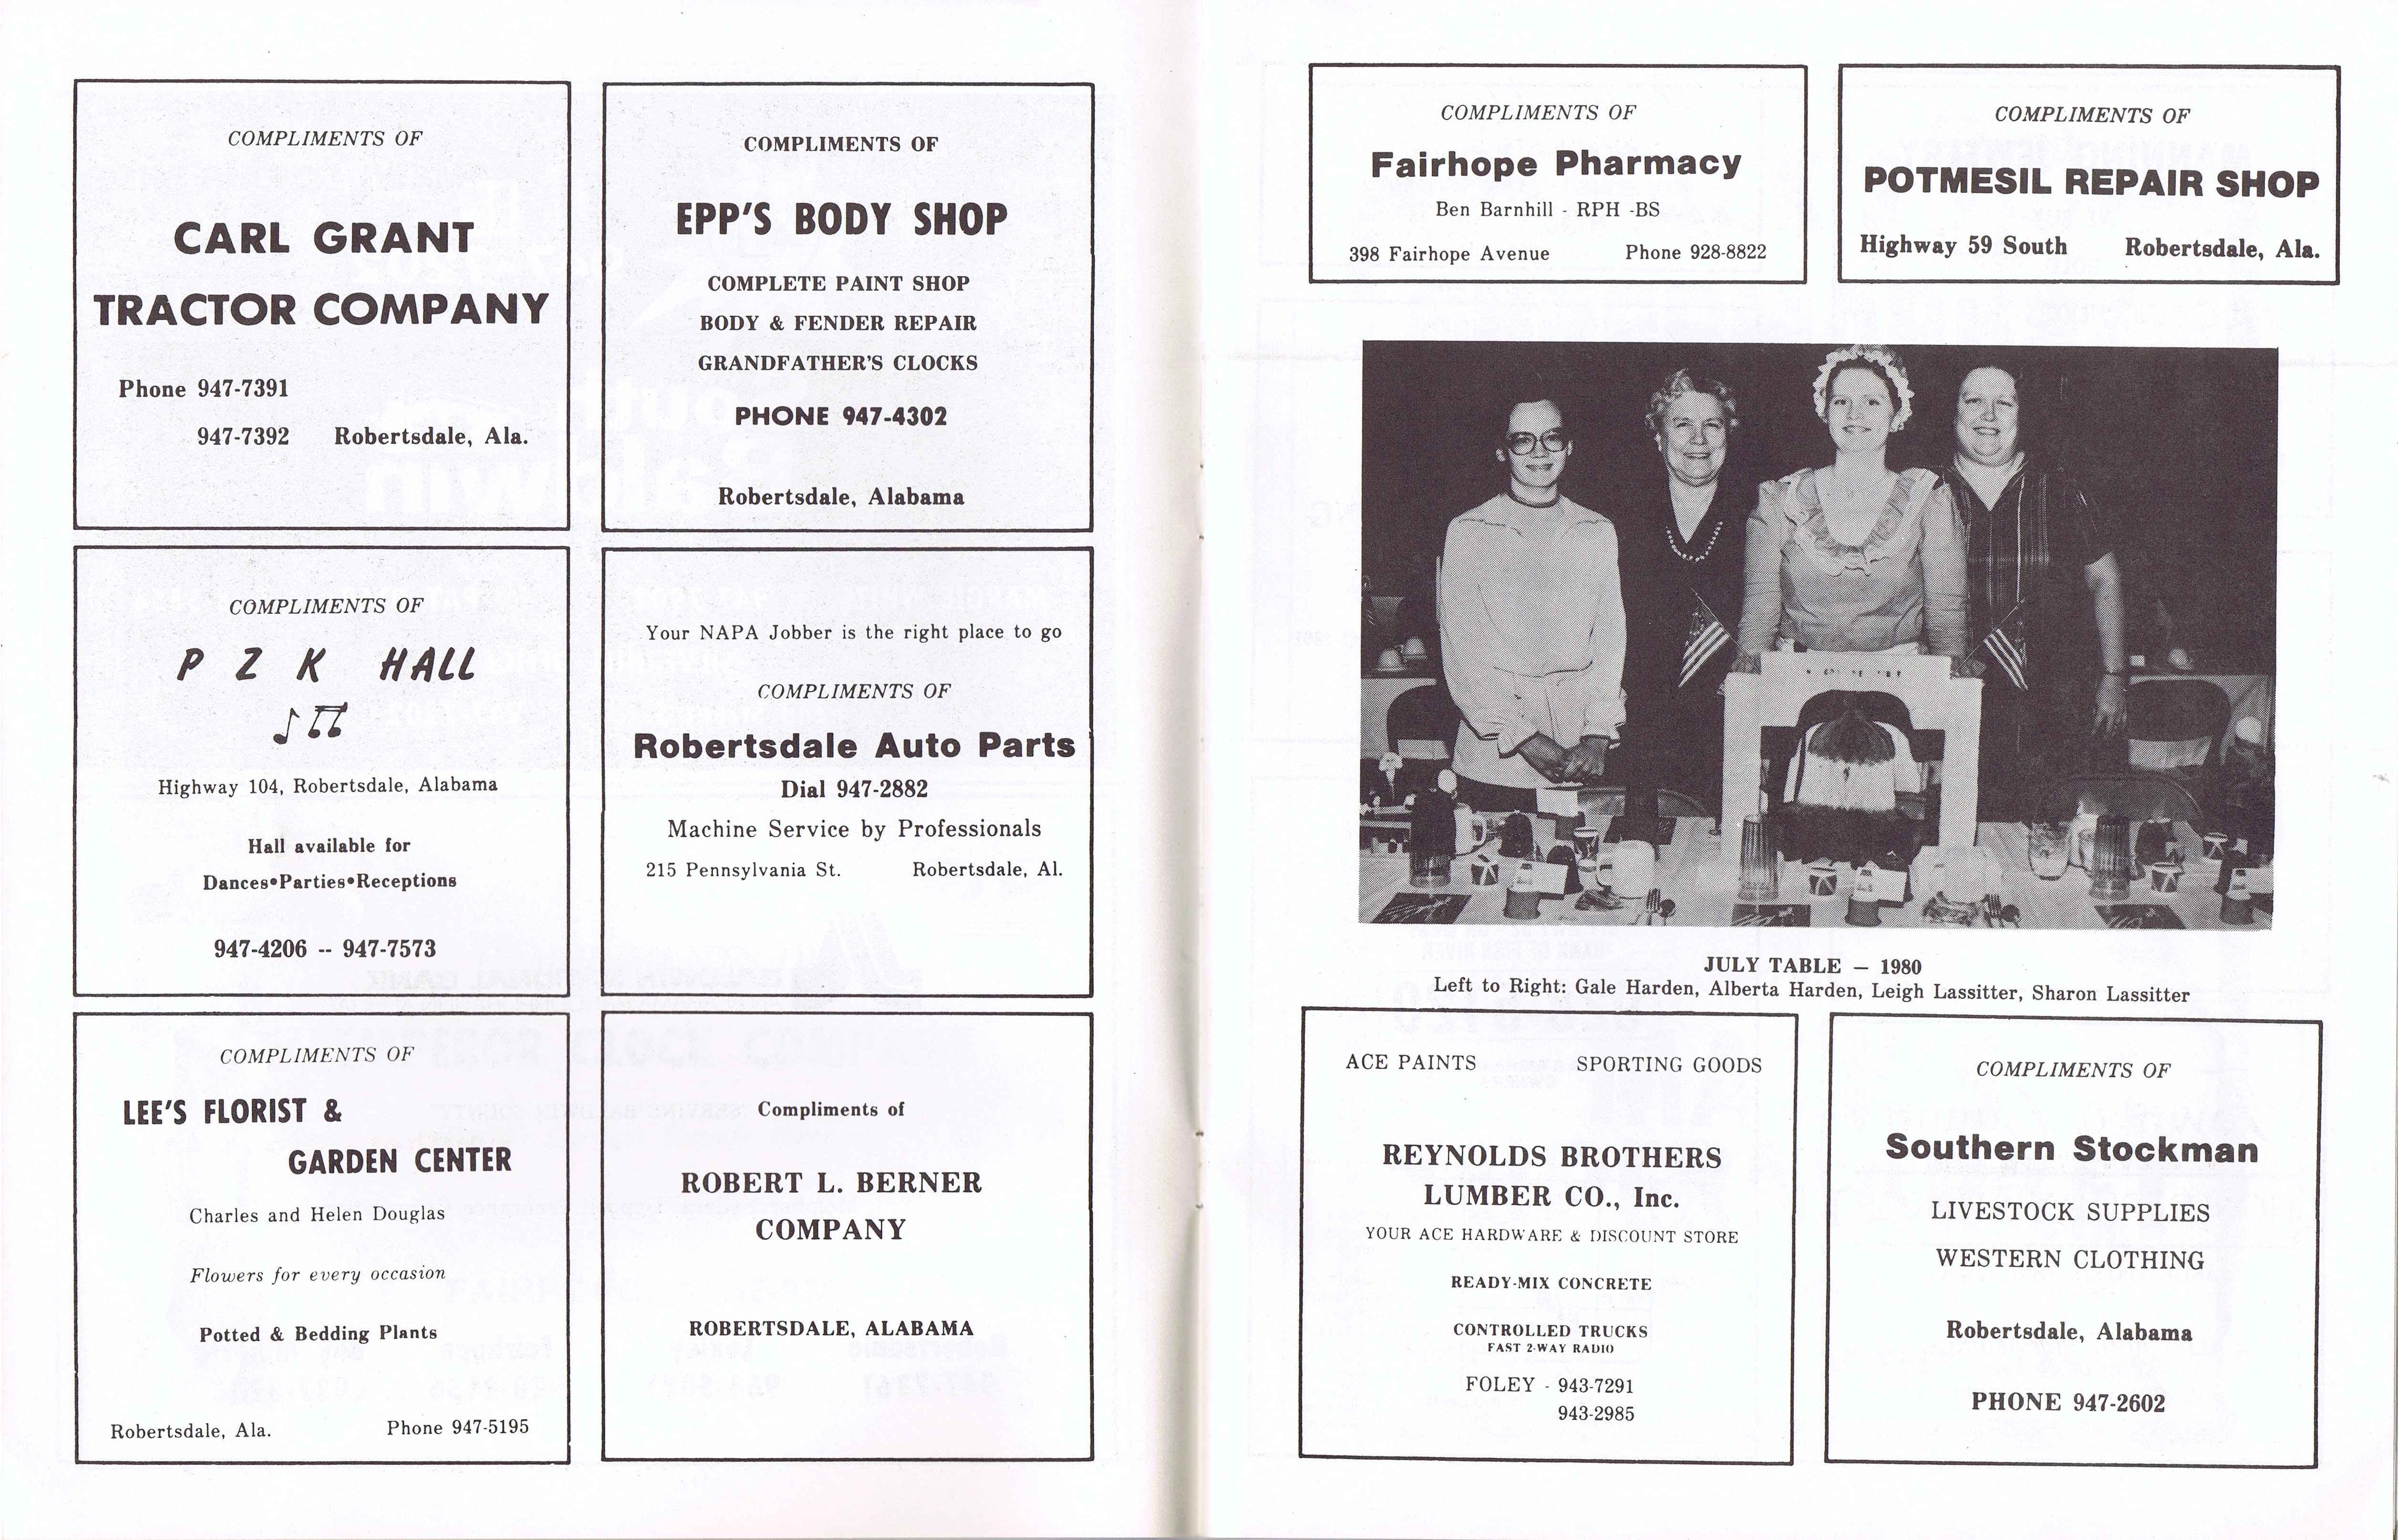 COMPLIMENTS OF
CARL GRANT
TRACTOR COMPANY
Phone 947-7391
947-7392 Robertsdale, Ala.
COMPLIMENTS OF
EPP'S BODY SHOP
COMPLETE PAINT SHOP
BODY & FENDER REPAIR
GRANDFATHER'S CLOCKS
PHONE 947-4302
Robertsdale, Alabama
COMPLIMENTS OF
P Z K HALL
Highway 104, Robertsdale, Alabama
Hall available for
Dances•Parties•Receptions
947-4206 -- 947-7573
Your NAPA Jobber is the right place to go
COMPLIMENTS OF
Robertsdale Auto Parts
Dial 947-2882
Machine Service by Professionals
215 Pennsylvania St. Robertsdale, Al.
COMPLIMENTS OF
LEE'S FLORIST &
GARDEN CENTER
Charles and Helen Douglas
Flowers for every occasion
Potted & Bedding Plants
Robertsdale, Ala. Phone 947-5195
Compliments of
ROBERT L. BERNER
COMPANY
ROBERTSDALE, ALABAMA
COMPLIMENTS OF
Fairhope Pharmacy
Ben Barnhill - RPH -BS
398 Fairhope Avenue Phone 928-8822
COMPLIMENTS OF
POTMESIL REPAIR SHOP
Highway 59 South Robertsdale, Ala.
JULY TABLE — 1980
Left to Right: Gale Harden, Alberta Harden, Leigh Lassitter, Sharon Lassitter
ACE PAINTS SPORTING GOODS
REYNOLDS BROTHERS
LUMBER CO., Inc.
YOUR ACE HARDWARE & DISCOUNT STORE
READY-MIX CONCRETE
CONTROLLED TRUCKS
FAST 2-WAY RADIO
FOLEY - 943-7291
943-2985
COMPLIMENTS OF
Southern Stockman
LIVESTOCK SUPPLIES
WESTERN CLOTHING
Robertsdale, Alabama
PHONE 947-2602